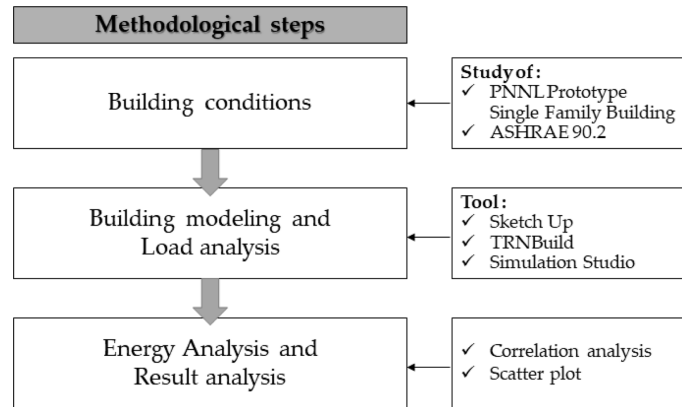 Methodological steps
Building conditions
Study of :
✓ PNNL Prototype
Single Family Building
✓ ASHRAE 90.2
Building modeling and
Load analysis
Tool :
✓ Sketch Up
✓ TRNBuild
✓ Simulation Studio
Energy Analysis and
Result analysis
✓ Correlation analysis
✓ Scatter plot